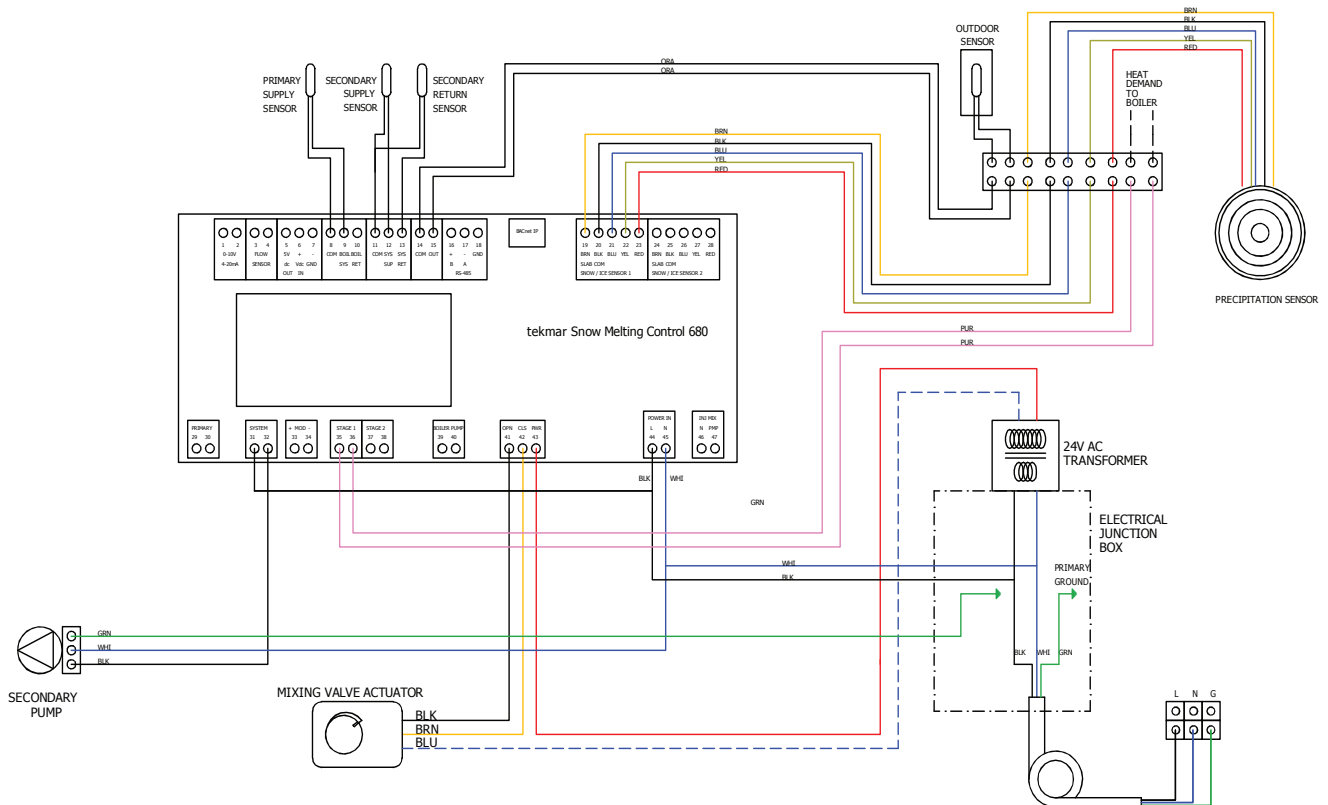 BRN
BLK
BLU
YEL
RED
OUTDOOR
SENSOR
HEAT
DEMAND
TO
BOILER
ORA
ORA
PRIMARY
SUPPLY
SENSOR
SECONDARY
SUPPLY
SENSOR
SECONDARY
RETURN
SENSOR
BRN
BLK
BLU
YEL
RED
PRECIPITATION SENSOR
1 2
0-10V
4-20mA
3 4
FLOW
SENSOR
5 6 7
5V + -
dc Vdc GND
OUT IN
8 9 10
COM BOIL BOIL
SYS RET
11 12 13
COM SYS SYS
SUP RET
14 15
COM OUT
16 17 18
+ - GND
B A
RS-485
BACnet IP
19 20 21 22 23
BRN BLK BLU YEL RED
SLAB COM
SNOW / ICE SENSOR 1
24 25 26 27 28
BRN BLK BLU YEL RED
SLAB COM
SNOW / ICE SENSOR 2
tekmar Snow Melting Control 680
PUR
PUR
PRIMARY
29 30
SYSTEM
31 32
+ MOD -
33 34
STAGE 1
35 36
STAGE 2
37 38
BOILER PUMP
39 40
OPN CLS PWR
41 42 43
POWER IN
L N
44 45
INJ MIX
N PMP
46 47
24V AC
TRANSFORMER
BLK WHI
GRN
ELECTRICAL
JUNCTION
BOX
WHI
BLK
PRIMARY
GROUND
GRN
WHI
BLK
BLK WHI GRN
SECONDARY
PUMP
MIXING VALVE ACTUATOR
BLK
BRN
BLU
L N G